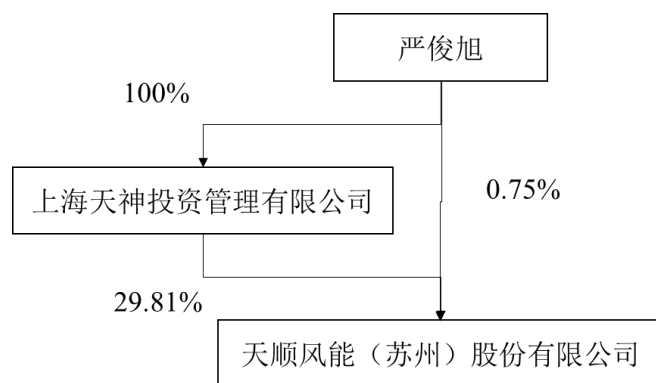 严俊旭
100%
上海天神投资管理有限公司
0.75%
29.81%
天顺风能（苏州）股份有限公司